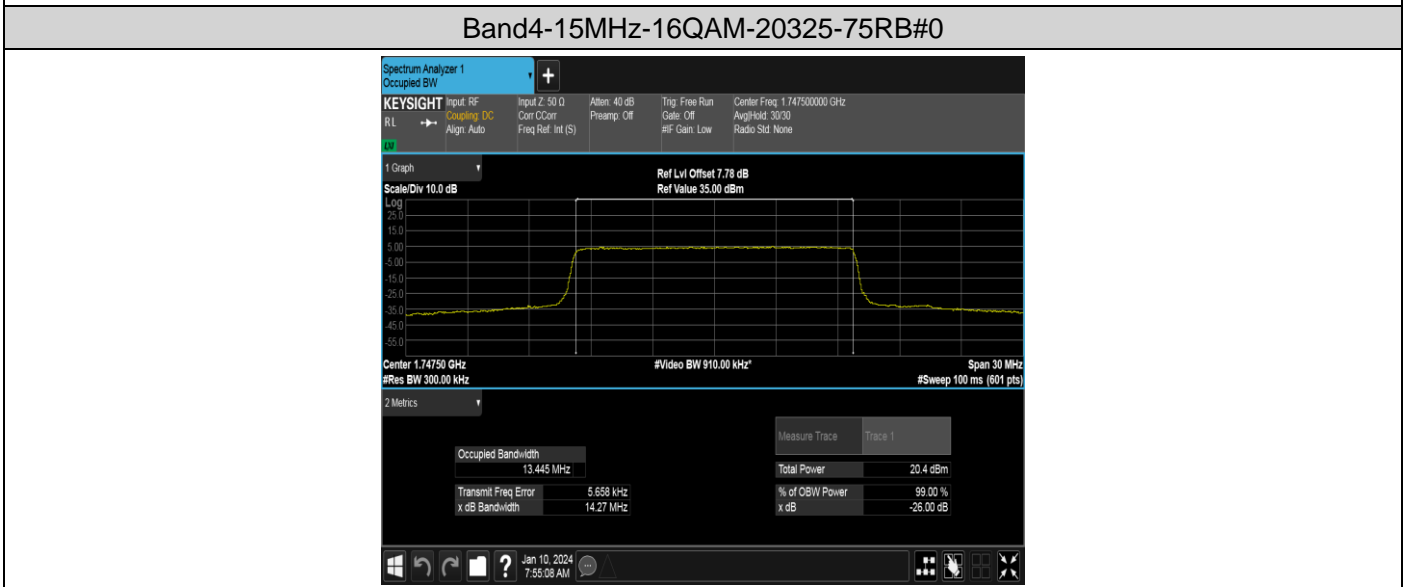 Band4-15MHz-16QAM-20325-75RB#0
Spectrum Analyzer 1
Occupied BW
+
KEYSIGHT
RL
Input: RF
Coupling: DC
Align: Auto
Input Z: 50 Ω
Corr CCorr
Freq Ref: Int (S)
Atten: 40 dB
Preamp: Off
Trig: Free Run
Gate: Off
#IF Gain: Low
Center Freq: 1.747500000 GHz
Avg|Hold: 30/30
Radio Std: None
1 Graph
Scale/Div 10.0 dB
Ref Lvl Offset 7.78 dB
Ref Value 35.00 dBm
Log
25.0
15.0
5.00
-5.00
-15.0
-25.0
-35.0
-45.0
-55.0
Center 1.74750 GHz
#Video BW 910.00 kHz*
Span 30 MHz
#Res BW 300.00 kHz
#Sweep 100 ms (601 pts)
2 Metrics
Measure Trace Trace 1
Occupied Bandwidth
13.445 MHz
Total Power 20.4 dBm
Transmit Freq Error 5.658 kHz
% of OBW Power 99.00 %
x dB Bandwidth 14.27 MHz
x dB -26.00 dB
?
Jan 10, 2024
7:55:08 AM